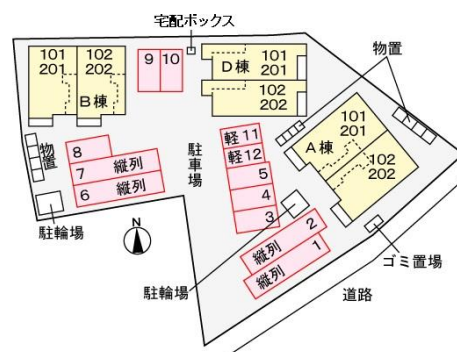 宅配ボックス
101
201
102
202
B棟
9
10
D棟
101
201
102
202
物置
物置
8
7
縦列
6
縦列
駐車場
軽11
軽12
5
4
3
A棟
101
201
102
202
縦列
2
縦列
1
駐輪場
N
駐輪場
ゴミ置場
道路